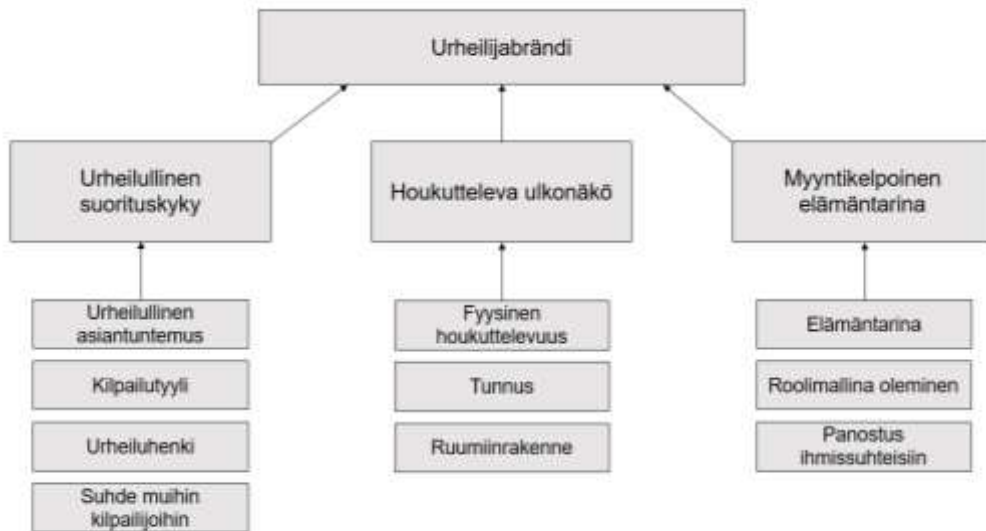 Urheilijabrändi
Urheilullinen
suorituskyky
Houkutteleva ulkonäkö
Myyntikelpoinen
elämäntarina
Urheilullinen
asiantuntemus
Kilpailutyyli
Urheiluhenki
Suhde muihin
kilpailijoihin
Fyysinen
houkuttelevuus
Tunnus
Ruumiinrakenne
Elämäntarina
Roolimallina oleminen
Panostus
ihmissuhteisiin